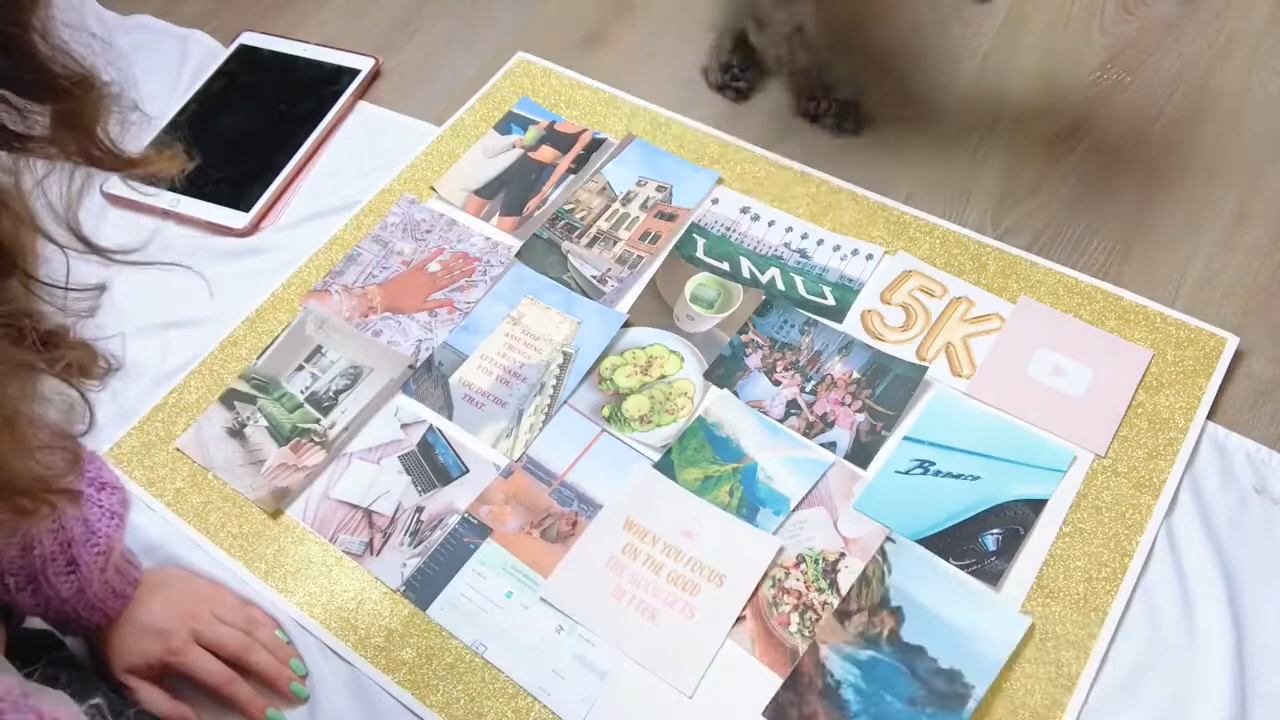 LMU
5K
STOP
ASSUMING
THINGS
AREN'T
ATTAINABLE
FOR YOU.
YOU DECIDE
THAT.
Bronco
WHEN YOU FOCUS
ON THE GOOD
THE GOOD GETS
BETTER.